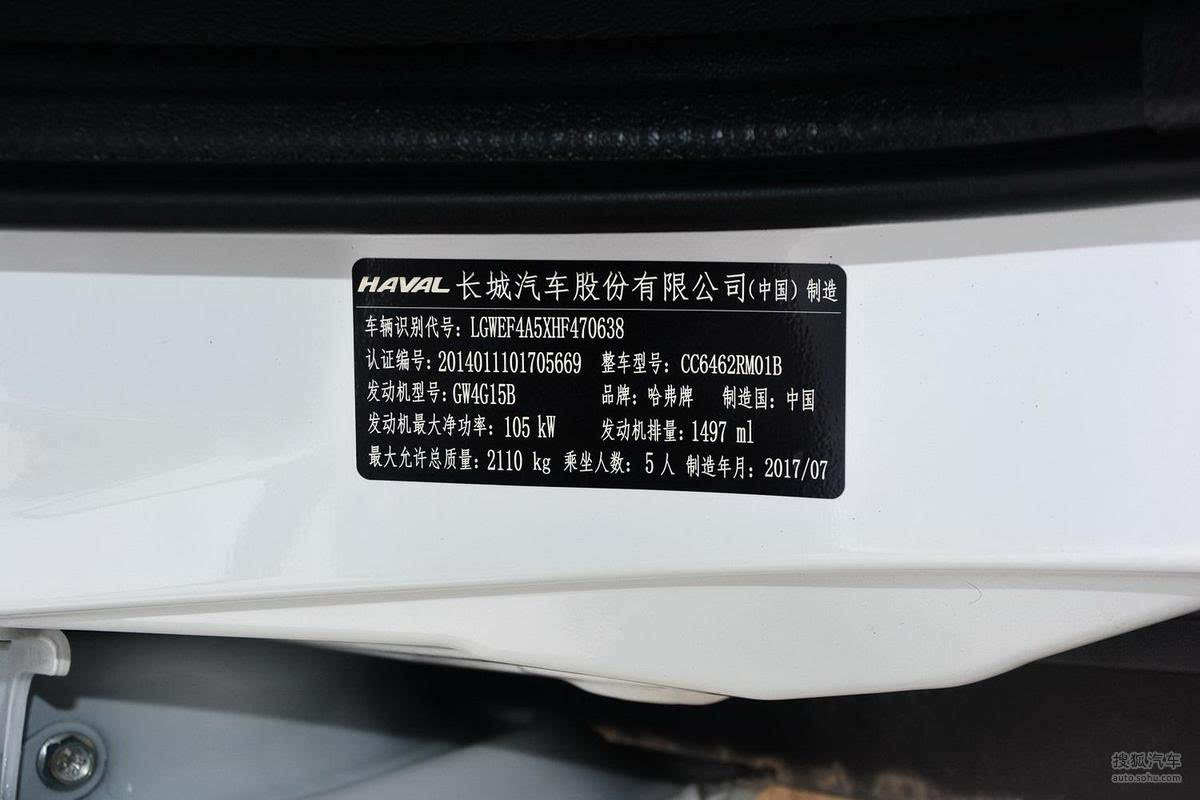 HAVAL 长城汽车股份有限公司(中国)制造
车辆识别代号: LGWEF4A5XHF470638
认证编号: 2014011101705669 整车型号: CC6462RM01B
发动机型号: GW4G15B 品牌: 哈弗牌 制造国: 中国
发动机最大净功率: 105 kW 发动机排量: 1497 ml
最大允许总质量: 2110 kg 乘坐人数: 5人 制造年月: 2017/07
搜狐汽车
auto.sohu.com